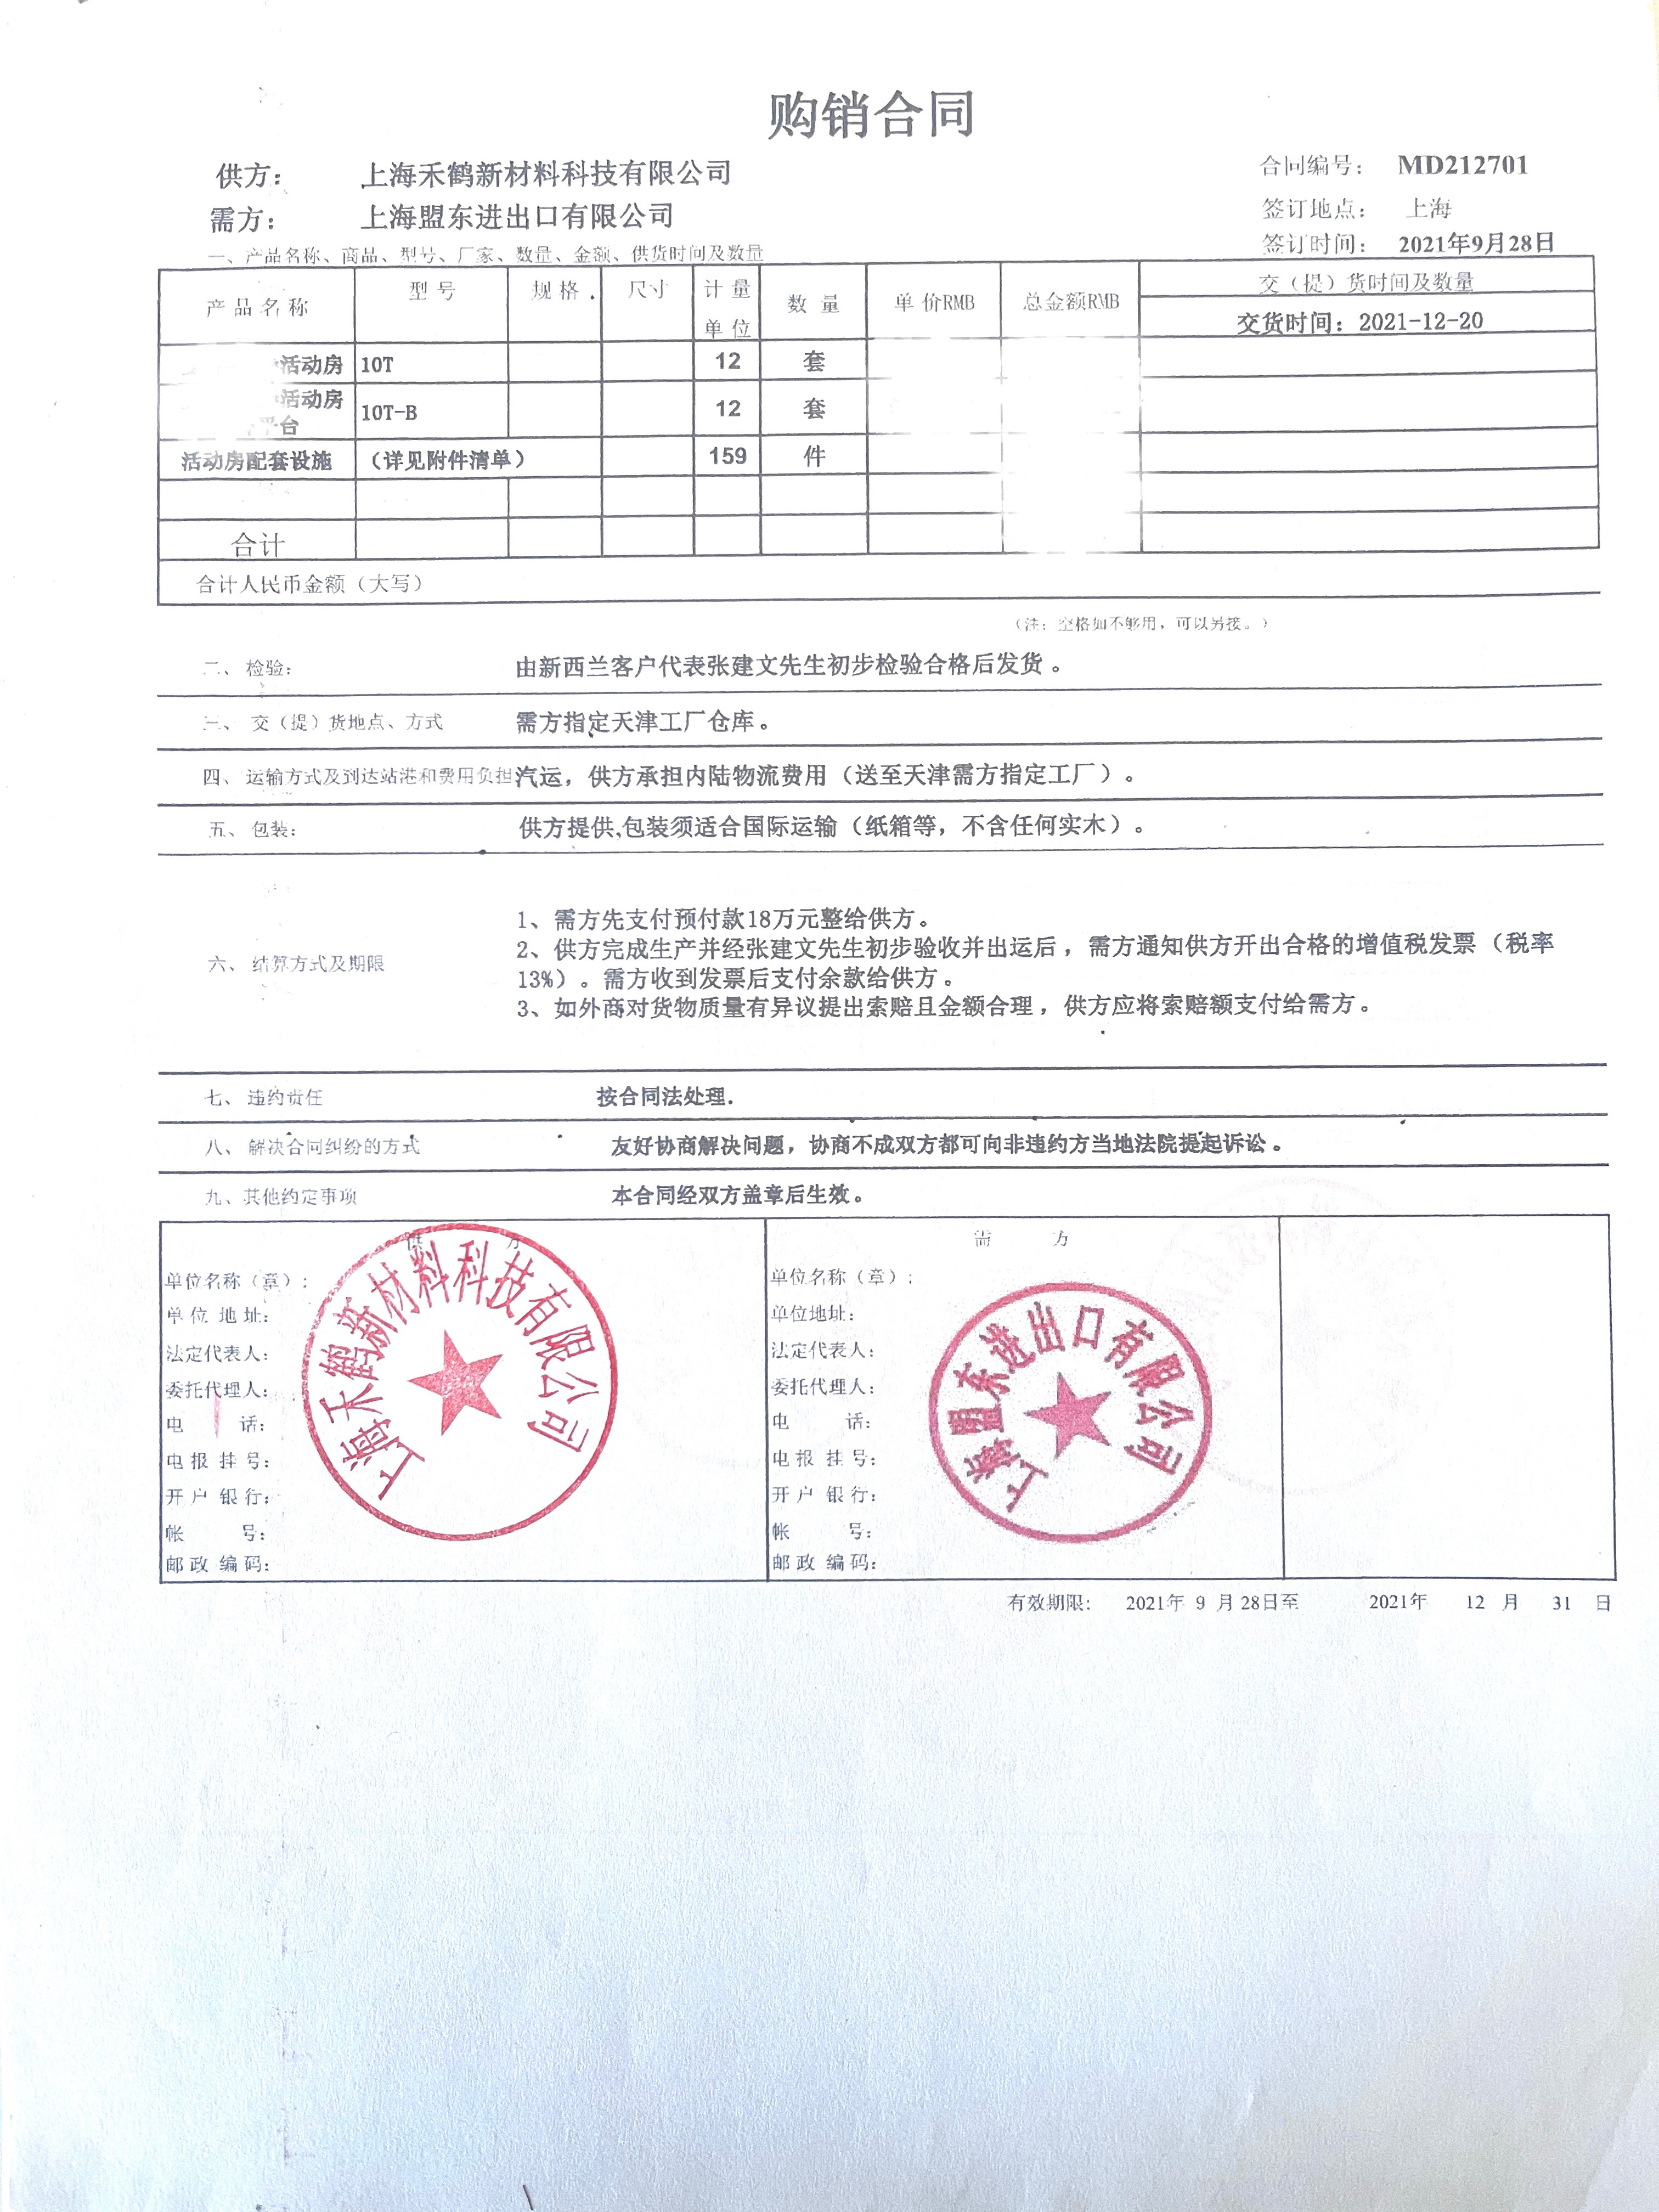 购销合同
供方： 上海禾鹤新材料科技有限公司
合同编号： MD212701
需方： 上海盟东进出口有限公司
签订地点： 上海
签订时间： 2021年9月28日
一、产品名称、商品、型号、厂家、数量、金额、供货时间及数量
产品名称 型号 规格 尺寸 计量单位 数量 单价RMB 总金额RMB 交（提）货时间及数量
交货时间：2021-12-20
活动房 10T 12 套
活动房
平台 10T-B 12 套
活动房配套设施 （详见附件清单） 159 件
合计
合计人民币金额（大写）
（注：空格如不够用，可以另接。）
二、检验： 由新西兰客户代表张建文先生初步检验合格后发货。
三、交（提）货地点、方式 需方指定天津工厂仓库。
四、运输方式及到达站港和费用负担 汽运，供方承担内陆物流费用（送至天津需方指定工厂）。
五、包装： 供方提供,包装须适合国际运输（纸箱等，不含任何实木）。
六、结算方式及期限
1、需方先支付预付款18万元整给供方。
2、供方完成生产并经张建文先生初步验收并出运后，需方通知供方开出合格的增值税发票（税率
13%）。需方收到发票后支付余款给供方。
3、如外商对货物质量有异议提出索赔且金额合理，供方应将索赔额支付给需方。
七、违约责任 按合同法处理.
八、解决合同纠纷的方式 友好协商解决问题，协商不成双方都可向非违约方当地法院提起诉讼。
九、其他约定事项 本合同经双方盖章后生效。
供 方
单位名称（章）：
单位地址：
法定代表人：
委托代理人：
电 话：
电报挂号：
开户银行：
帐 号：
邮政编码：
上海禾鹤新材料科技有限公司
需 方
单位名称（章）：
单位地址：
法定代表人：
委托代理人：
电 话：
电报挂号：
开户银行：
帐 号：
邮政编码：
上海盟东进出口有限公司
有效期限： 2021年 9 月 28日至 2021年 12 月 31 日